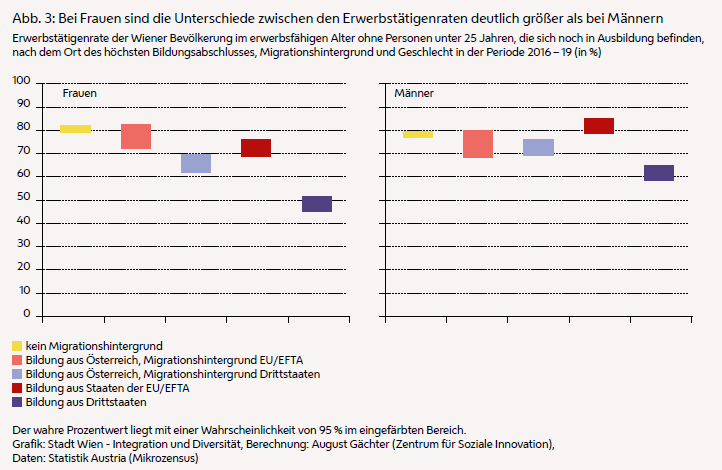 Abb. 3: Bei Frauen sind die Unterschiede zwischen den Erwerbstätigenraten deutlich größer als bei Männern
Erwerbstätigenrate der Wiener Bevölkerung im erwerbsfähigen Alter ohne Personen unter 25 Jahren, die sich noch in Ausbildung befinden,
nach dem Ort des höchsten Bildungsabschlusses, Migrationshintergrund und Geschlecht in der Periode 2016 – 19 (in %)
100
90
80
70
60
50
40
30
20
10
0
Frauen
Männer
kein Migrationshintergrund
Bildung aus Österreich, Migrationshintergrund EU/EFTA
Bildung aus Österreich, Migrationshintergrund Drittstaaten
Bildung aus Staaten der EU/EFTA
Bildung aus Drittstaaten
Der wahre Prozentwert liegt mit einer Wahrscheinlichkeit von 95 % im eingefärbten Bereich.
Grafik: Stadt Wien - Integration und Diversität, Berechnung: August Gächter (Zentrum für Soziale Innovation),
Daten: Statistik Austria (Mikrozensus)